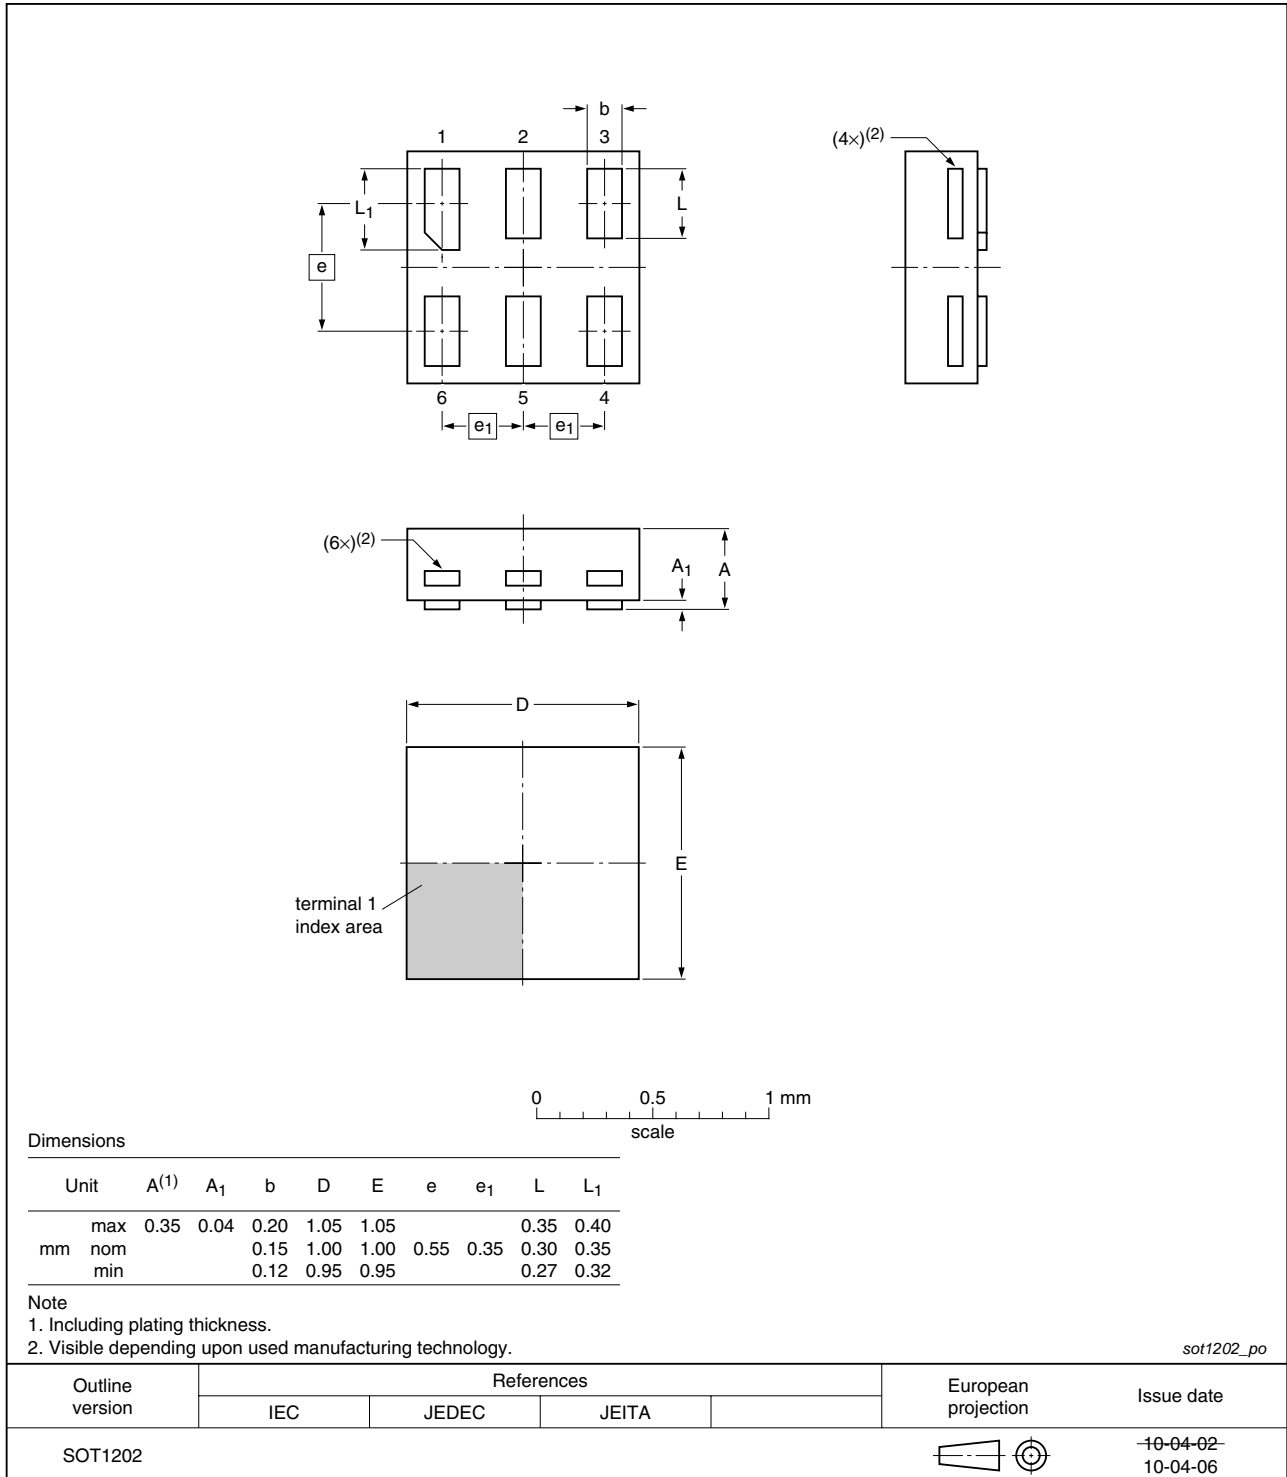 b
1 2 3
(4×)(2)
L1
L
e
6 5 4
e1 e1
(6×)(2)
A1 A
D
E
terminal 1
index area
0 0.5 1 mm
scale
Dimensions
Unit A(1) A1 b D E e e1 L L1
max 0.35 0.04 0.20 1.05 1.05 0.35 0.40
mm nom 0.15 1.00 1.00 0.55 0.35 0.30 0.35
min 0.12 0.95 0.95 0.27 0.32
Note
1. Including plating thickness.
2. Visible depending upon used manufacturing technology.
sot1202_po
Outline
version
References
IEC JEDEC JEITA
European
projection
Issue date
SOT1202
10-04-02
10-04-06